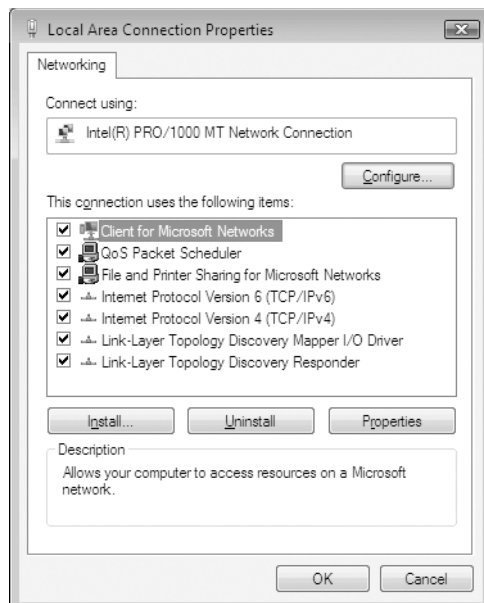 Local Area Connection Properties
Networking
Connect using:
Intel(R) PRO/1000 MT Network Connection
Configure...
This connection uses the following items:
Client for Microsoft Networks
QoS Packet Scheduler
File and Printer Sharing for Microsoft Networks
Internet Protocol Version 6 (TCP/IPv6)
Internet Protocol Version 4 (TCP/IPv4)
Link-Layer Topology Discovery Mapper I/O Driver
Link-Layer Topology Discovery Responder
Install... Uninstall Properties
Description
Allows your computer to access resources on a Microsoft
network.
OK Cancel